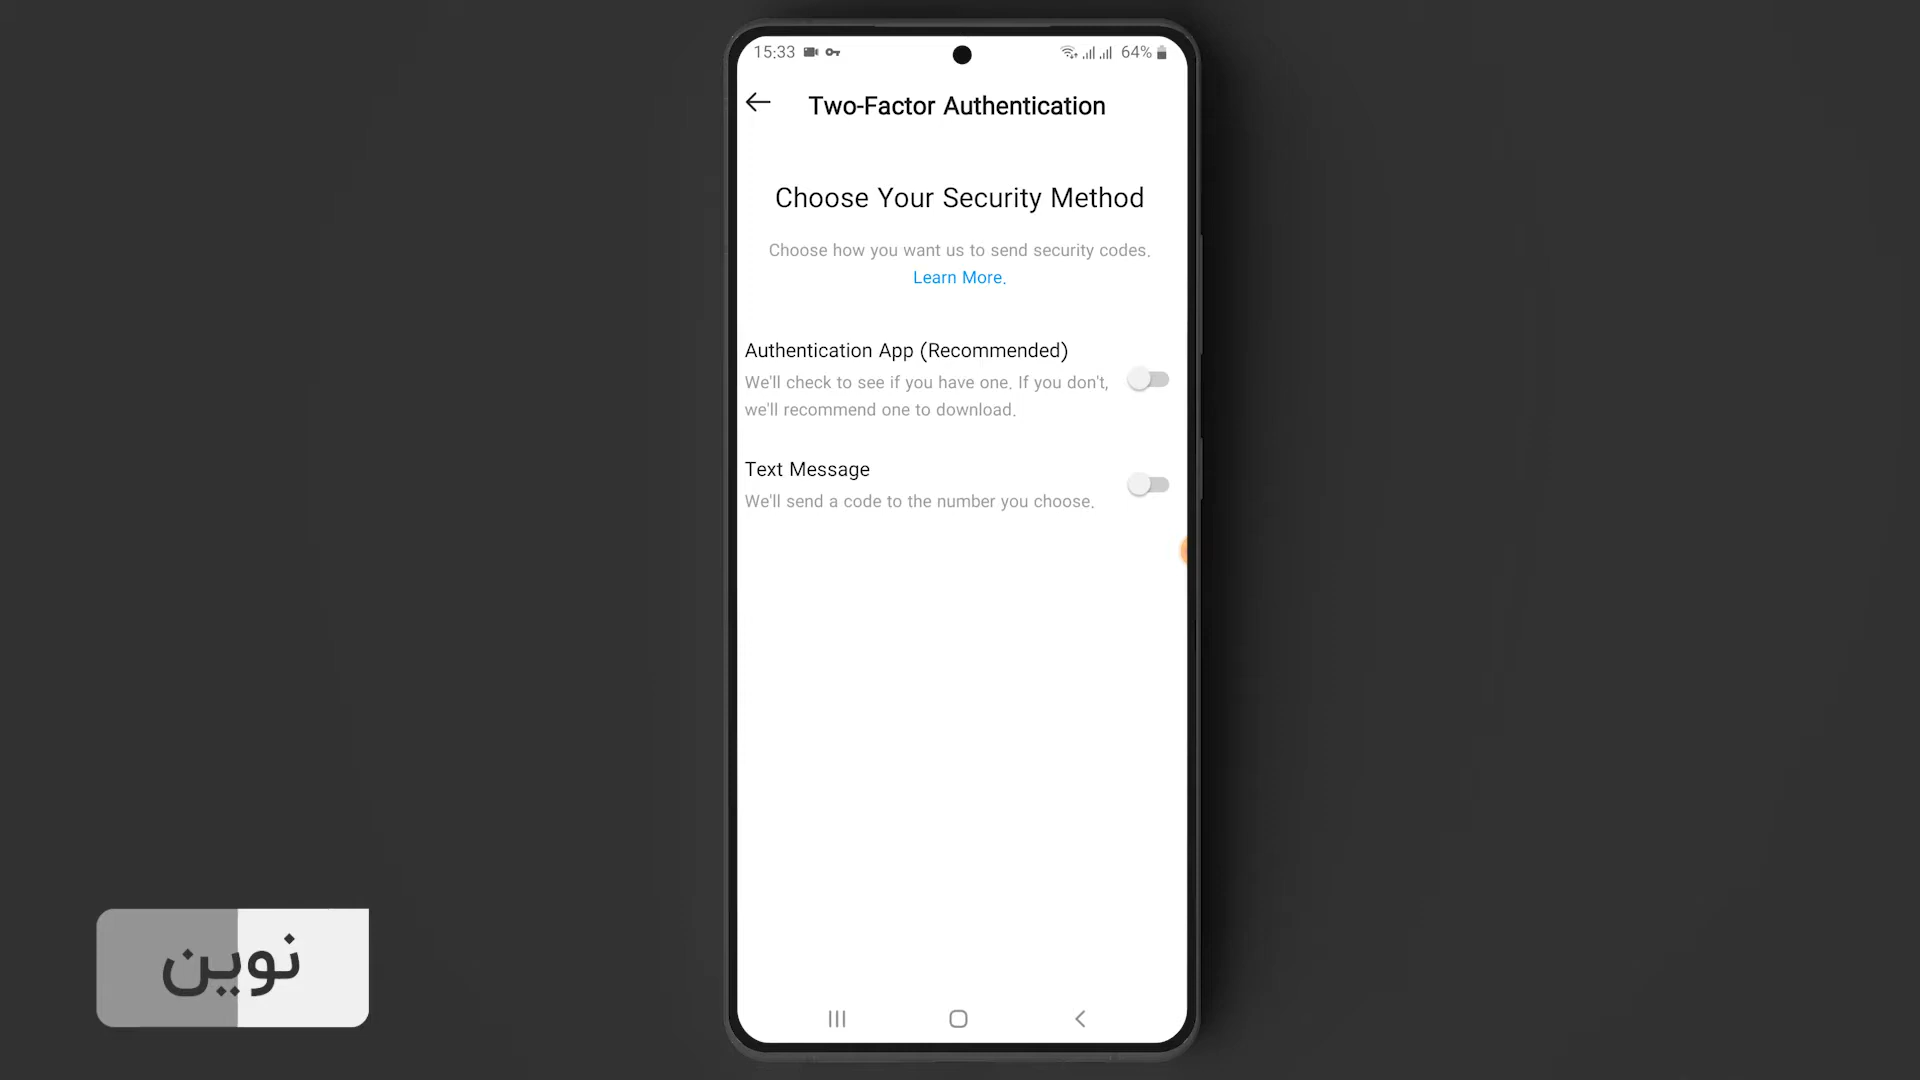 15:33
64%
Two-Factor Authentication
Choose Your Security Method
Choose how you want us to send security codes.
Learn More.
Authentication App (Recommended)
We'll check to see if you have one. If you don't,
we'll recommend one to download.
Text Message
We'll send a code to the number you choose.
نوین